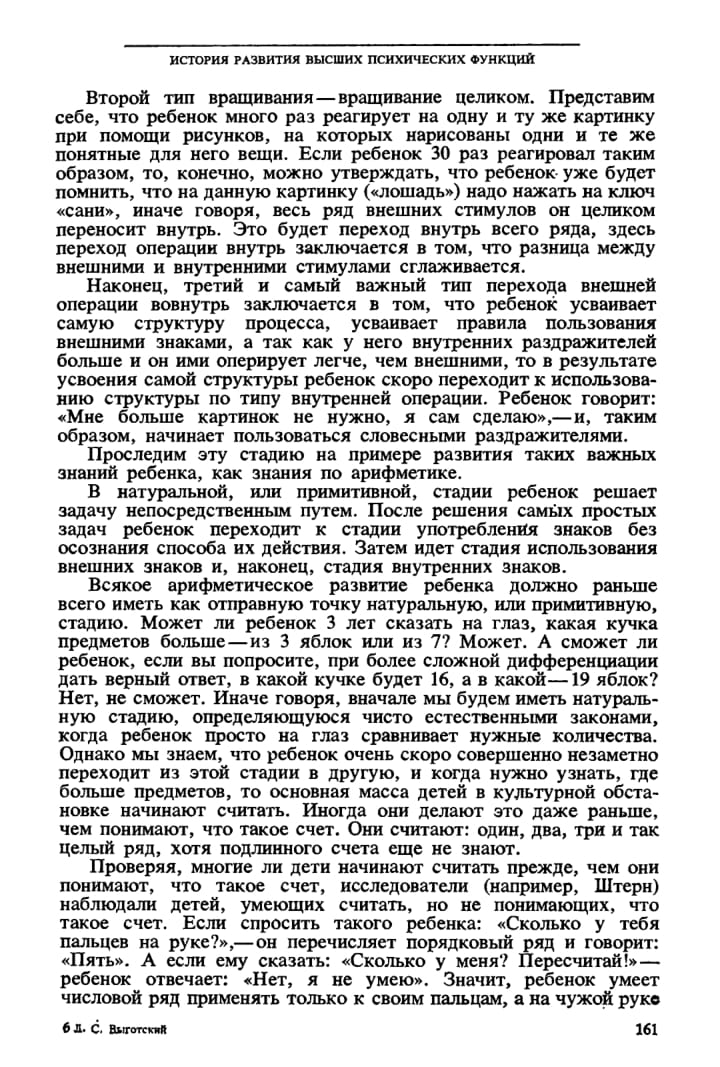 ИСТОРИЯ РАЗВИТИЯ ВЫСШИХ ПСИХИЧЕСКИХ ФУНКЦИЙ
Второй тип вращивания—вращивание целиком. Представим
себе, что ребенок много раз реагирует на одну и ту же картинку
при помощи рисунков, на которых нарисованы одни и те же
понятные для него вещи. Если ребенок 30 раз реагировал таким
образом, то, конечно, можно утверждать, что ребенок уже будет
помнить, что на данную картинку («лошадь») надо нажать на ключ
«сани», иначе говоря, весь ряд внешних стимулов он целиком
переносит внутрь. Это будет переход внутрь всего ряда, здесь
переход операции внутрь заключается в том, что разница между
внешними и внутренними стимулами сглаживается.
Наконец, третий и самый важный тип перехода внешней
операции вовнутрь заключается в том, что ребенок усваивает
самую структуру процесса, усваивает правила пользования
внешними знаками, а так как у него внутренних раздражителей
больше и он ими оперирует легче, чем внешними, то в результате
усвоения самой структуры ребенок скоро переходит к использова-
нию структуры по типу внутренней операции. Ребенок говорит:
«Мне больше картинок не нужно, я сам сделаю»,—и, таким
образом, начинает пользоваться словесными раздражителями.
Проследим эту стадию на примере развития таких важных
знаний ребенка, как знания по арифметике.
В натуральной, или примитивной, стадии ребенок решает
задачу непосредственным путем. После решения самых простых
задач ребенок переходит к стадии употребления знаков без
осознания способа их действия. Затем идет стадия использования
внешних знаков и, наконец, стадия внутренних знаков.
Всякое арифметическое развитие ребенка должно раньше
всего иметь как отправную точку натуральную, или примитивную,
стадию. Может ли ребенок 3 лет сказать на глаз, какая кучка
предметов больше—из 3 яблок или из 7? Может. А сможет ли
ребенок, если вы попросите, при более сложной дифференциации
дать верный ответ, в какой кучке будет 16, а в какой—19 яблок?
Нет, не сможет. Иначе говоря, вначале мы будем иметь натураль-
ную стадию, определяющуюся чисто естественными законами,
когда ребенок просто на глаз сравнивает нужные количества.
Однако мы знаем, что ребенок очень скоро совершенно незаметно
переходит из этой стадии в другую, и когда нужно узнать, где
больше предметов, то основная масса детей в культурной обста-
новке начинают считать. Иногда они делают это даже раньше,
чем понимают, что такое счет. Они считают: один, два, три и так
целый ряд, хотя подлинного счета еще не знают.
Проверяя, многие ли дети начинают считать прежде, чем они
понимают, что такое счет, исследователи (например, Штерн)
наблюдали детей, умеющих считать, но не понимающих, что
такое счет. Если спросить такого ребенка: «Сколько у тебя
пальцев на руке?»,—он перечисляет порядковый ряд и говорит:
«Пять». А если ему сказать: «Сколько у меня? Пересчитай!»—
ребенок отвечает: «Нет, я не умею». Значит, ребенок умеет
числовой ряд применять только к своим пальцам, а на чужой руке
6 Л. С. Выготский
161